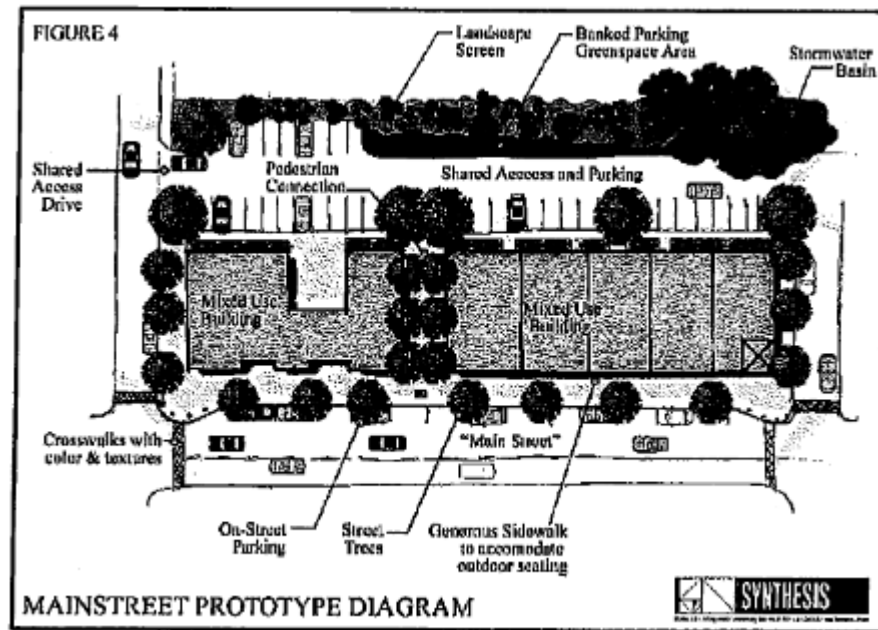 FIGURE 4
Landscape
Screen
Banked Parking
Greenspace Area
Stormwater
Basin
Shared
Access
Drive
Pedestrian
Connection
Shared Acceess and Parking
Mixed Use
Building
Mixed Use
Building
Crosswalks with
color & textures
"Main Street"
On-Street
Parking
Street
Trees
Generous Sidewalk
to accomodate
outdoor seating
MAINSTREET PROTOTYPE DIAGRAM
SYNTHESIS